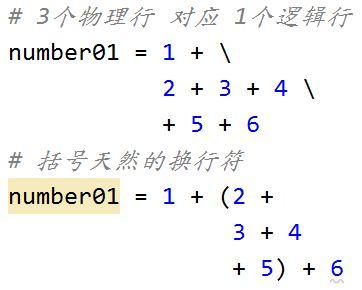 # 3个物理行 对应 1个逻辑行
number01 = 1 + \
2 + 3 + 4 \
+ 5 + 6
# 括号天然的换行符
number01 = 1 + (2 +
3 + 4
+ 5) + 6